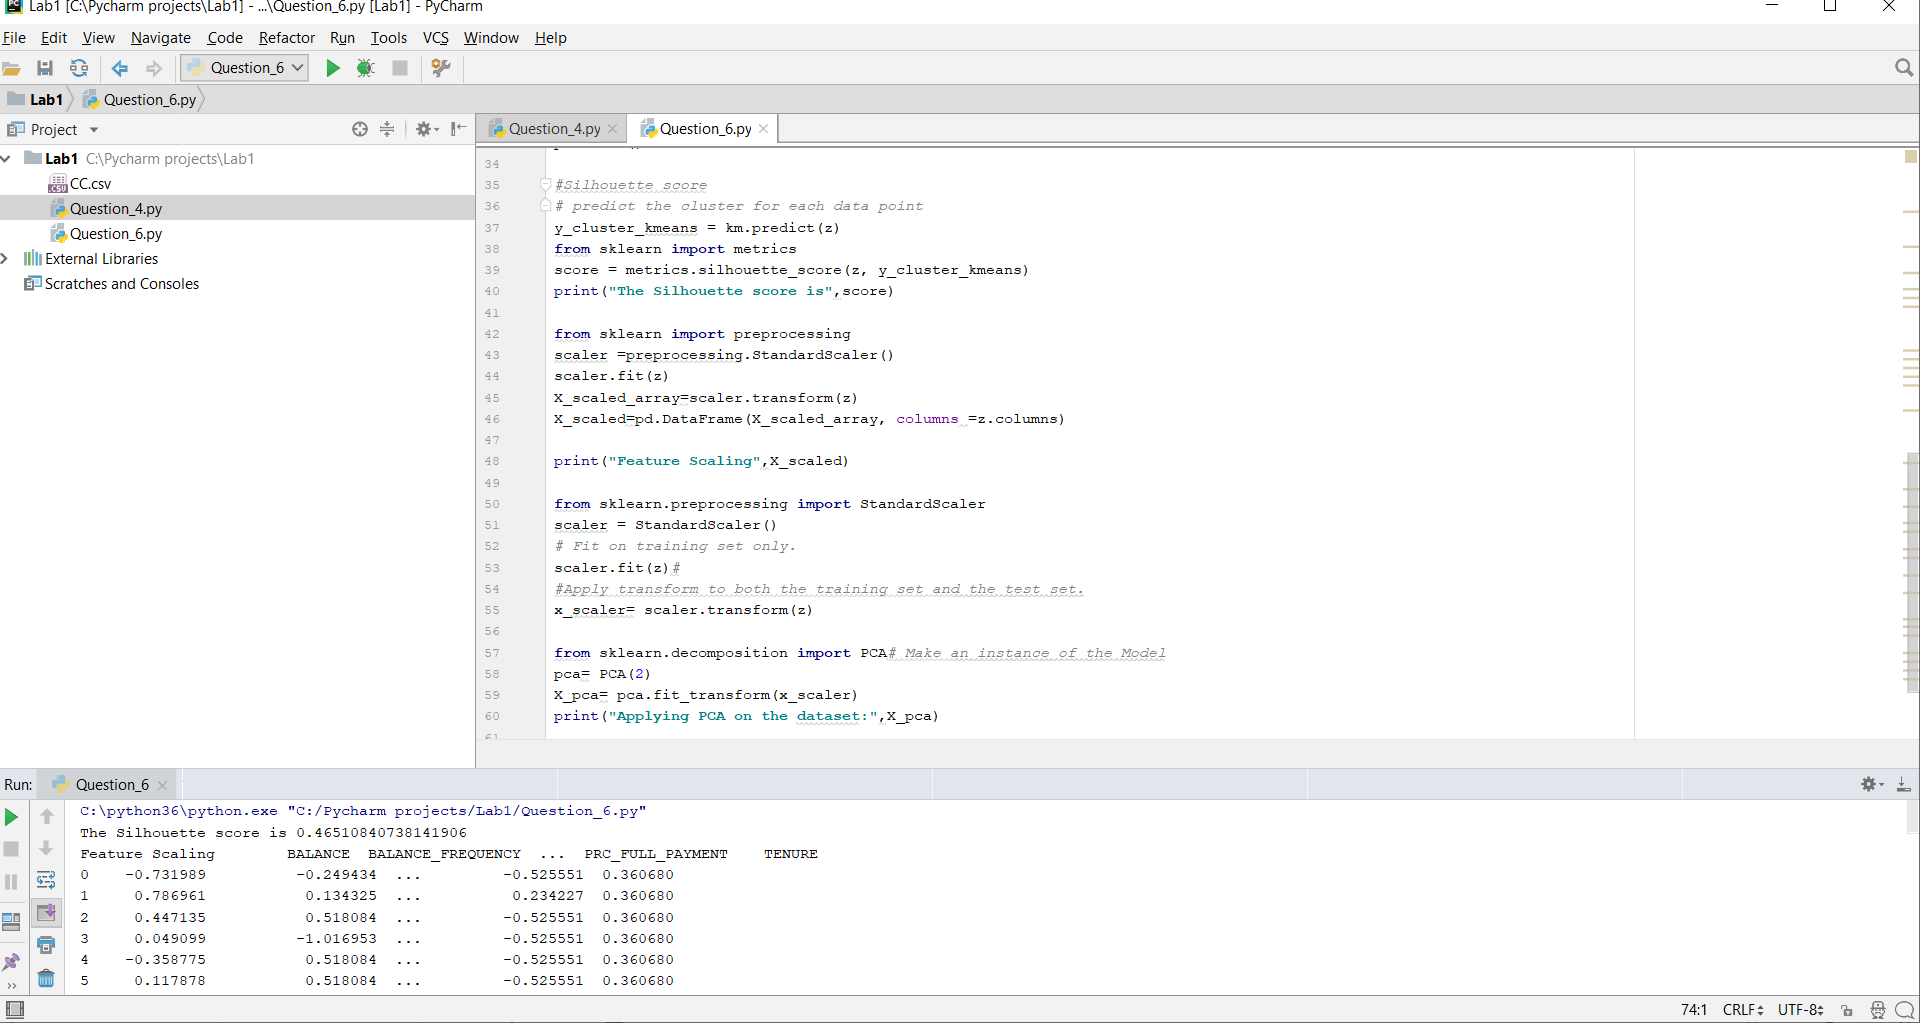 Lab1 [C:\Pycharm projects\Lab1] - ...\Question_6.py [Lab1] - PyCharm
File Edit View Navigate Code Refactor Run Tools VCS Window Help
Question_6
Lab1 Question_6.py
Project
Question_4.py Question_6.py
Lab1 C:\Pycharm projects\Lab1
CC.csv
Question_4.py
Question_6.py
External Libraries
Scratches and Consoles
34
35 #Silhouette score
36 # predict the cluster for each data point
37 y_cluster_kmeans = km.predict(z)
38 from sklearn import metrics
39 score = metrics.silhouette_score(z, y_cluster_kmeans)
40 print("The Silhouette score is",score)
41
42 from sklearn import preprocessing
43 scaler =preprocessing.StandardScaler()
44 scaler.fit(z)
45 X_scaled_array=scaler.transform(z)
46 X_scaled=pd.DataFrame(X_scaled_array, columns =z.columns)
47
48 print("Feature Scaling",X_scaled)
49
50 from sklearn.preprocessing import StandardScaler
51 scaler = StandardScaler()
52 # Fit on training set only.
53 scaler.fit(z)#
54 #Apply transform to both the training set and the test set.
55 x_scaler= scaler.transform(z)
56
57 from sklearn.decomposition import PCA# Make an instance of the Model
58 pca= PCA(2)
59 X_pca= pca.fit_transform(x_scaler)
60 print("Applying PCA on the dataset:",X_pca)
61
Run: Question_6
C:\python36\python.exe "C:/Pycharm projects/Lab1/Question_6.py"
The Silhouette score is 0.46510840738141906
Feature Scaling BALANCE BALANCE_FREQUENCY ... PRC_FULL_PAYMENT TENURE
0 -0.731989 -0.249434 ... -0.525551 0.360680
1 0.786961 0.134325 ... 0.234227 0.360680
2 0.447135 0.518084 ... -0.525551 0.360680
3 0.049099 -1.016953 ... -0.525551 0.360680
4 -0.358775 0.518084 ... -0.525551 0.360680
5 0.117878 0.518084 ... -0.525551 0.360680
74:1 CRLF UTF-8